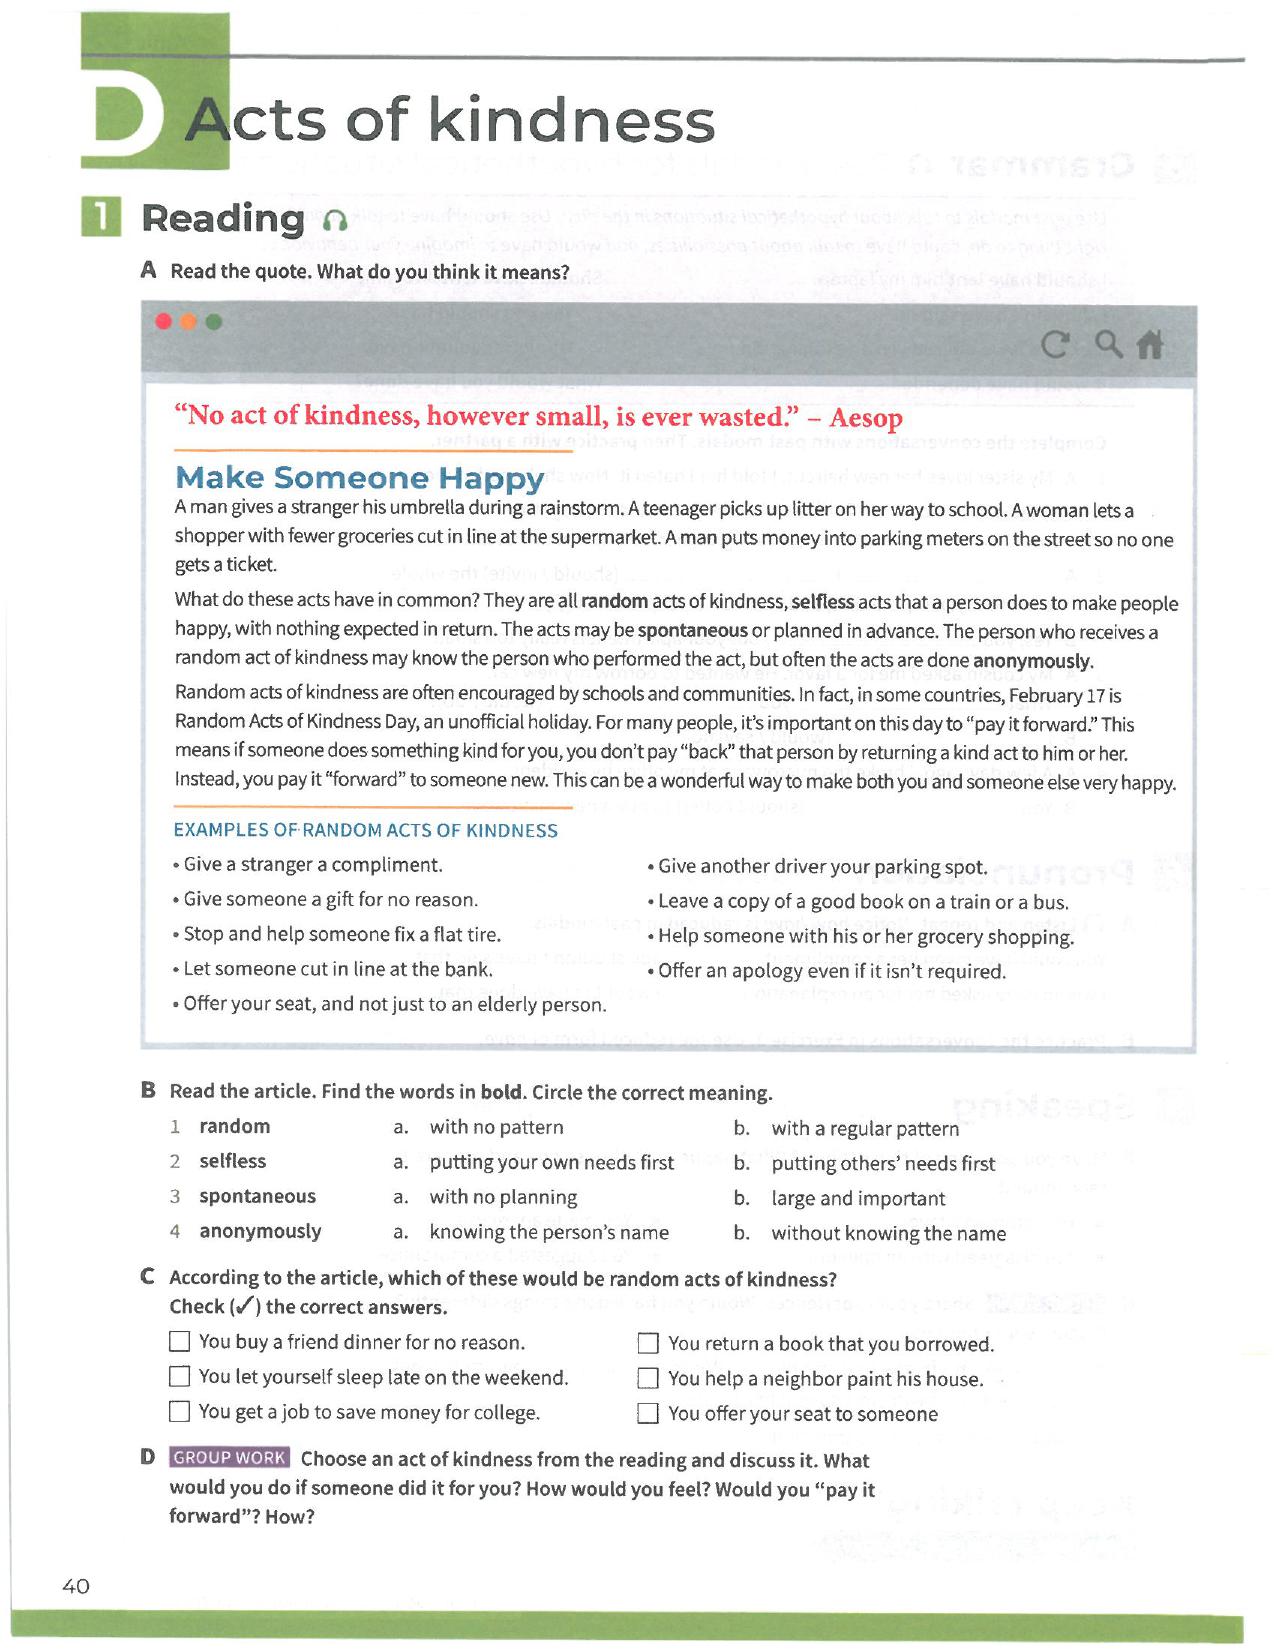 D Acts of kindness
1 Reading
A Read the quote. What do you think it means?
“No act of kindness, however small, is ever wasted.” – Aesop
Make Someone Happy
A man gives a stranger his umbrella during a rainstorm. A teenager picks up litter on her way to school. A woman lets a
shopper with fewer groceries cut in line at the supermarket. A man puts money into parking meters on the street so no one
gets a ticket.
What do these acts have in common? They are all random acts of kindness, selfless acts that a person does to make people
happy, with nothing expected in return. The acts may be spontaneous or planned in advance. The person who receives a
random act of kindness may know the person who performed the act, but often the acts are done anonymously.
Random acts of kindness are often encouraged by schools and communities. In fact, in some countries, February 17 is
Random Acts of Kindness Day, an unofficial holiday. For many people, it’s important on this day to “pay it forward.” This
means if someone does something kind for you, you don’t pay “back” that person by returning a kind act to him or her.
Instead, you pay it “forward” to someone new. This can be a wonderful way to make both you and someone else very happy.
EXAMPLES OF RANDOM ACTS OF KINDNESS
• Give a stranger a compliment.
• Give someone a gift for no reason.
• Stop and help someone fix a flat tire.
• Let someone cut in line at the bank.
• Offer your seat, and not just to an elderly person.
• Give another driver your parking spot.
• Leave a copy of a good book on a train or a bus.
• Help someone with his or her grocery shopping.
• Offer an apology even if it isn’t required.
B Read the article. Find the words in bold. Circle the correct meaning.
1 random a. with no pattern b. with a regular pattern
2 selfless a. putting your own needs first b. putting others’ needs first
3 spontaneous a. with no planning b. large and important
4 anonymously a. knowing the person’s name b. without knowing the name
C According to the article, which of these would be random acts of kindness?
Check (✓) the correct answers.
☐ You buy a friend dinner for no reason. ☐ You return a book that you borrowed.
☐ You let yourself sleep late on the weekend. ☐ You help a neighbor paint his house.
☐ You get a job to save money for college. ☐ You offer your seat to someone
D GROUP WORK Choose an act of kindness from the reading and discuss it. What
would you do if someone did it for you? How would you feel? Would you “pay it
forward”? How?
40